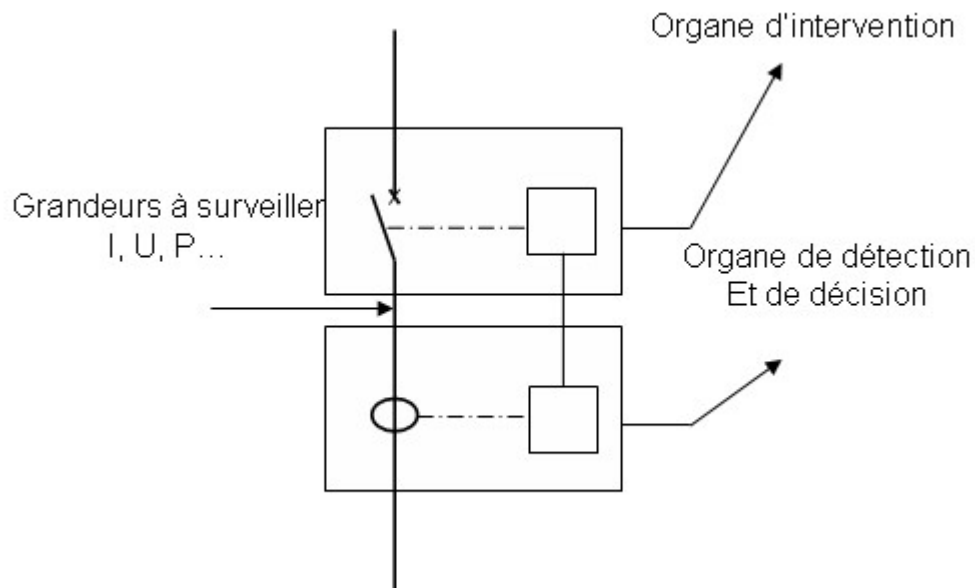 Organe d'intervention
Grandeurs à surveiller
I, U, P...
Organe de détection
Et de décision
x